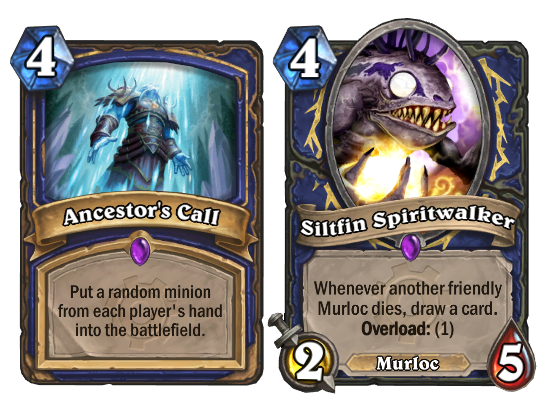 4
Ancestor's Call
Put a random minion
from each player's hand
into the battlefield.
4
Siltfin Spiritwalker
Whenever another friendly
Murloc dies, draw a card.
Overload: (1)
2
Murloc
5